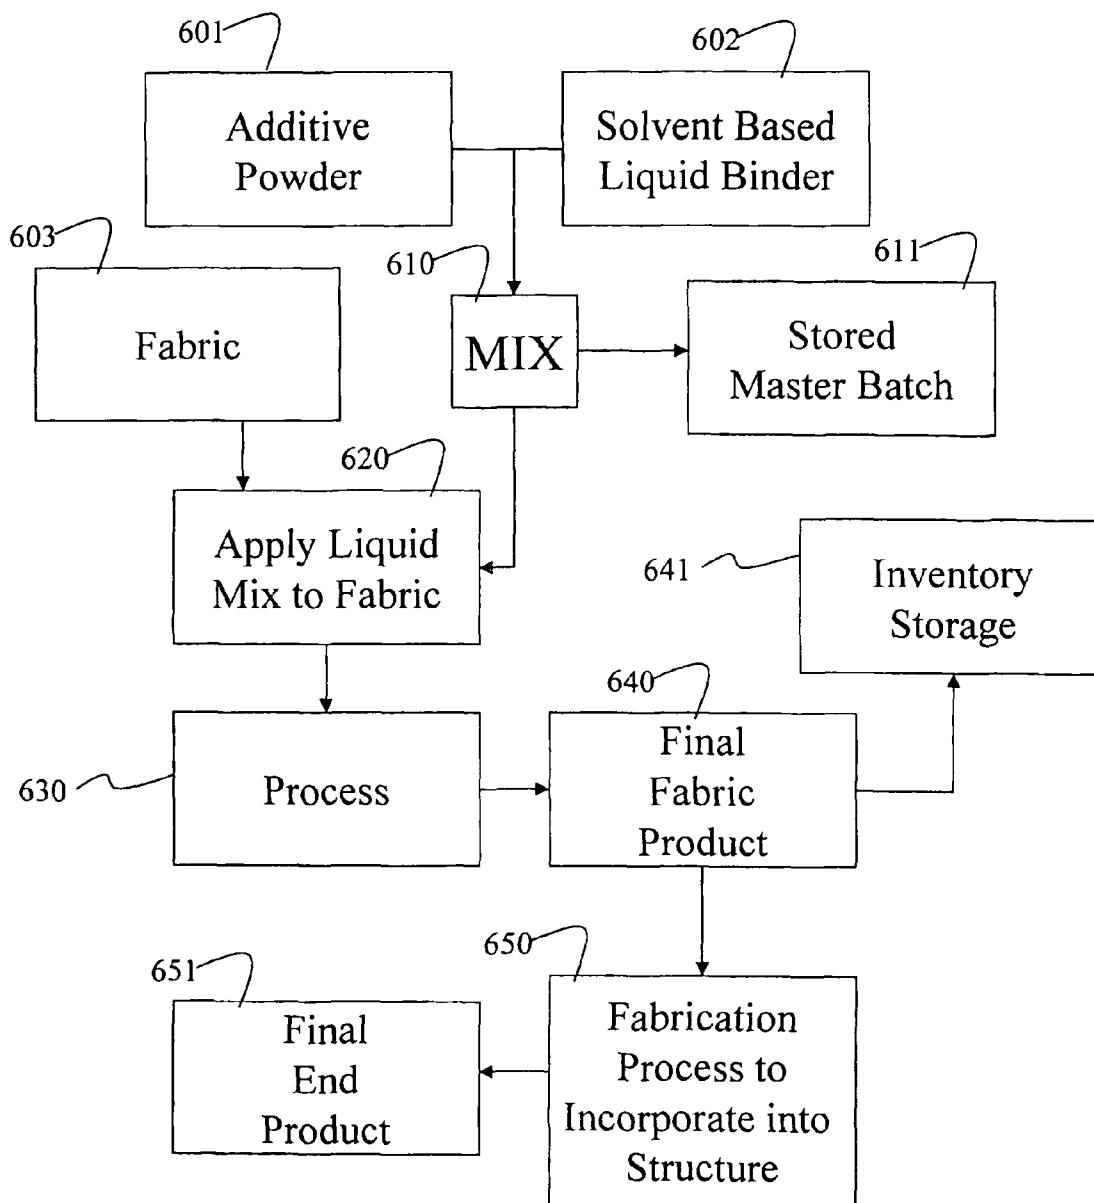 601
602
Additive
Powder
Solvent Based
Liquid Binder
603
610
611
Fabric
MIX
Stored
Master Batch
620
Apply Liquid
Mix to Fabric
641
Inventory
Storage
640
630
Process
Final
Fabric
Product
651
650
Final
End
Product
Fabrication
Process to
Incorporate into
Structure